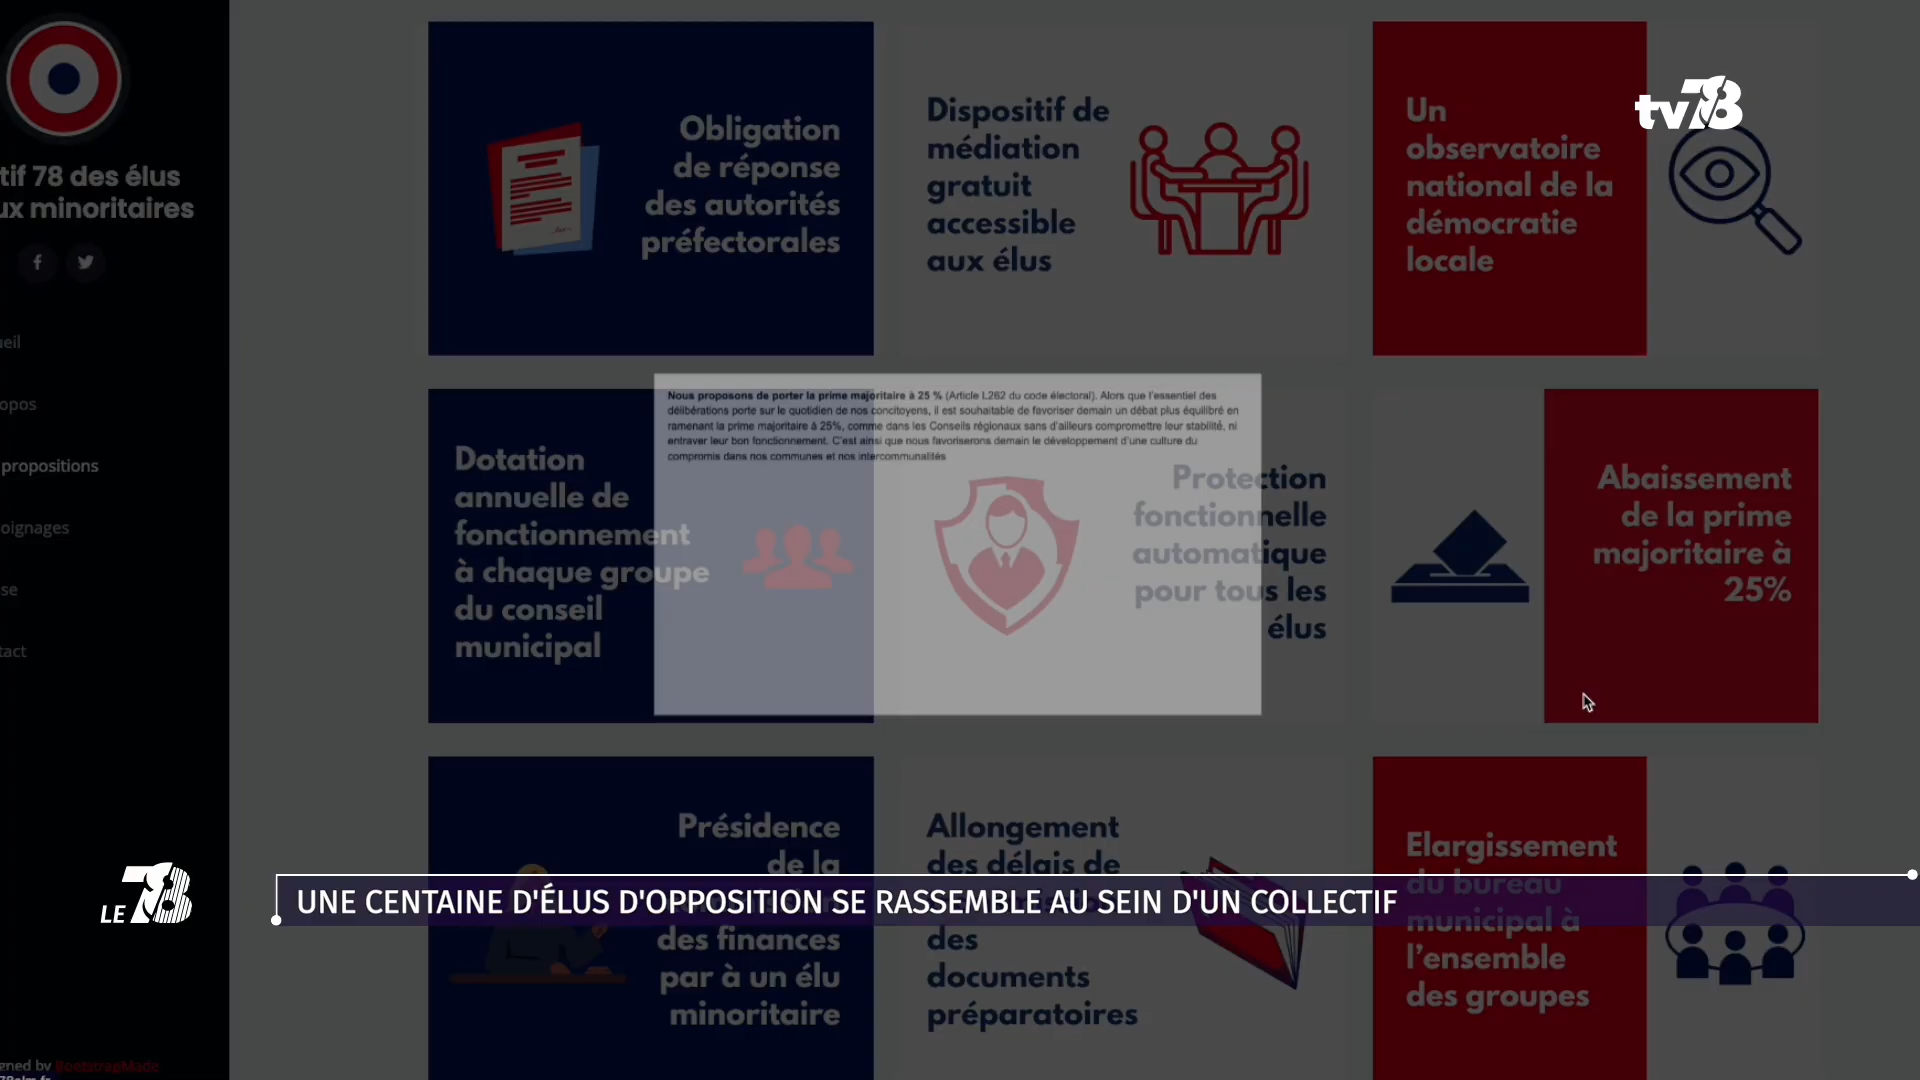 tif 78 des élus
ux minoritaires
ueil
opos
propositions
oignages
se
tact
gned by BootstrapMade
Obligation
de réponse
des autorités
préfectorales
Dispositif de
médiation
gratuit
accessible
aux élus
Un
observatoire
national de la
démocratie
locale
tv78
Dotation
annuelle de
fonctionnement
à chaque groupe
du conseil
municipal
Nous proposons de porter la prime majoritaire à 25 % (Article L262 du code électoral). Alors que l'essentiel des
délibérations porte sur le quotidien de nos concitoyens, il est souhaitable de favoriser demain un débat plus équilibré en
ramenant la prime majoritaire à 25%, comme dans les Conseils régionaux sans d'ailleurs compromettre leur stabilité, ni
entraver leur bon fonctionnement. C'est ainsi que nous favoriserons demain le développement d'une culture du
compromis dans nos communes et nos intercommunalités
Protection
fonctionnelle
automatique
pour tous les
élus
Abaissement
de la prime
majoritaire à
25%
Présidence
de la
des finances
par à un élu
minoritaire
Allongement
des délais de
des
documents
préparatoires
Elargissement
du bureau
municipal à
l'ensemble
des groupes
LE 78
UNE CENTAINE D'ÉLUS D'OPPOSITION SE RASSEMBLE AU SEIN D'UN COLLECTIF